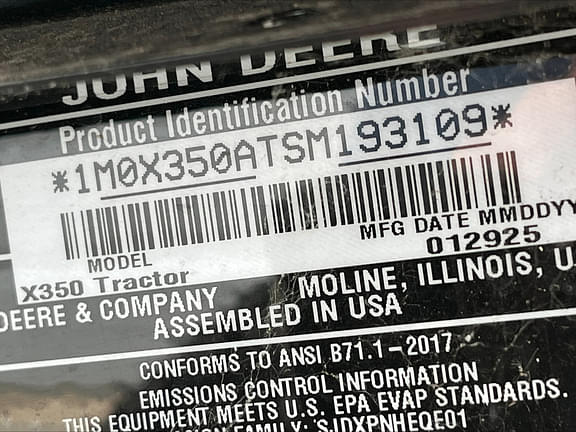 JOHN DEERE
Product Identification Number
*1M0X350ATSM193109*
MFG DATE MMDDYY
012925
MODEL
X350 Tractor
DEERE & COMPANY MOLINE, ILLINOIS, U.
ASSEMBLED IN USA
CONFORMS TO ANSI B71.1-2017
EMISSIONS CONTROL INFORMATION
THIS EQUIPMENT MEETS U.S. EPA EVAP STANDARDS.
FAMILY: SJDXPNHEQE01